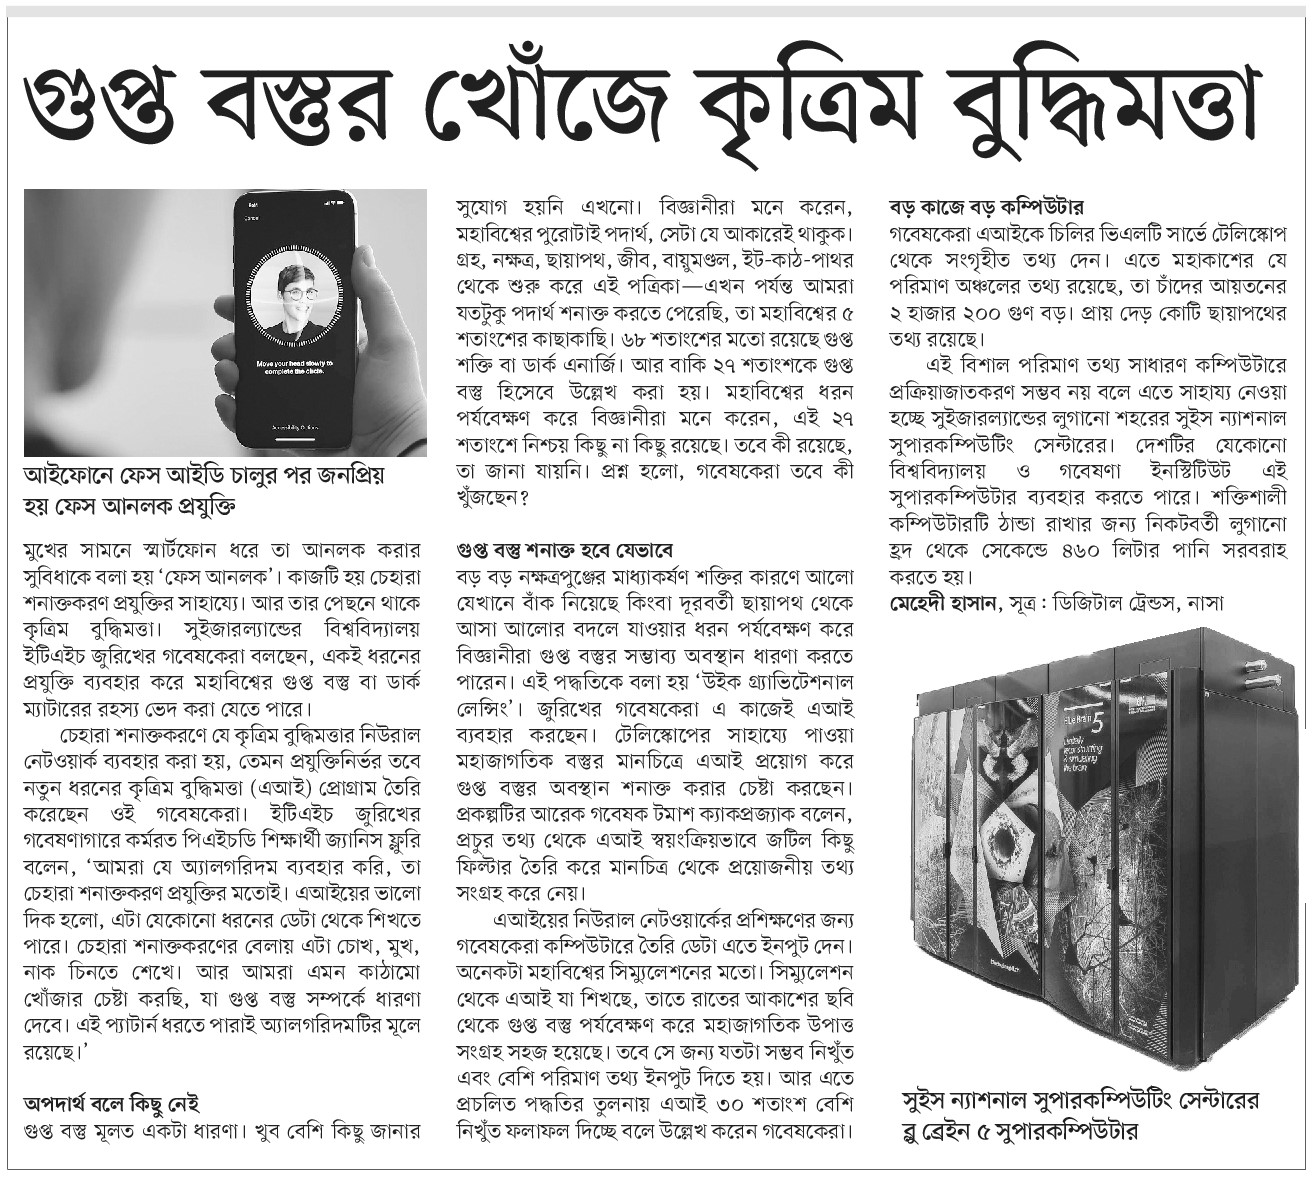 গুপ্ত বস্তুর খোঁজে কৃত্রিম বুদ্ধিমত্তা
Move your head slowly to
complete the circle.
Accessibility Options
আইফোনে ফেস আইডি চালুর পর জনপ্রিয়
হয় ফেস আনলক প্রযুক্তি
মুখের সামনে স্মার্টফোন ধরে তা আনলক করার
সুবিধাকে বলা হয় ‘ফেস আনলক’। কাজটি হয় চেহারা
শনাক্তকরণ প্রযুক্তির সাহায্যে। আর তার পেছনে থাকে
কৃত্রিম বুদ্ধিমত্তা। সুইজারল্যান্ডের বিশ্ববিদ্যালয়
ইটিএইচ জুরিখের গবেষকেরা বলছেন, একই ধরনের
প্রযুক্তি ব্যবহার করে মহাবিশ্বের গুপ্ত বস্তু বা ডার্ক
ম্যাটারের রহস্য ভেদ করা যেতে পারে।
চেহারা শনাক্তকরণে যে কৃত্রিম বুদ্ধিমত্তার নিউরাল
নেটওয়ার্ক ব্যবহার করা হয়, তেমন প্রযুক্তিনির্ভর তবে
নতুন ধরনের কৃত্রিম বুদ্ধিমত্তা (এআই) প্রোগ্রাম তৈরি
করেছেন ওই গবেষকেরা। ইটিএইচ জুরিখের
গবেষণাগারে কর্মরত পিএইচডি শিক্ষার্থী জ্যানিস ফ্লুরি
বলেন, ‘আমরা যে অ্যালগরিদম ব্যবহার করি, তা
চেহারা শনাক্তকরণ প্রযুক্তির মতোই। এআইয়ের ভালো
দিক হলো, এটা যেকোনো ধরনের ডেটা থেকে শিখতে
পারে। চেহারা শনাক্তকরণের বেলায় এটা চোখ, মুখ,
নাক চিনতে শেখে। আর আমরা এমন কাঠামো
খোঁজার চেষ্টা করছি, যা গুপ্ত বস্তু সম্পর্কে ধারণা
দেবে। এই প্যাটার্ন ধরতে পারাই অ্যালগরিদমটির মূলে
রয়েছে।’
অপদার্থ বলে কিছু নেই
গুপ্ত বস্তু মূলত একটা ধারণা। খুব বেশি কিছু জানার
সুযোগ হয়নি এখনো। বিজ্ঞানীরা মনে করেন,
মহাবিশ্বের পুরোটাই পদার্থ, সেটা যে আকারেই থাকুক।
গ্রহ, নক্ষত্র, ছায়াপথ, জীব, বায়ুমণ্ডল, ইট-কাঠ-পাথর
থেকে শুরু করে এই পত্রিকা—এখন পর্যন্ত আমরা
যতটুকু পদার্থ শনাক্ত করতে পেরেছি, তা মহাবিশ্বের ৫
শতাংশের কাছাকাছি। ৬৮ শতাংশের মতো রয়েছে গুপ্ত
শক্তি বা ডার্ক এনার্জি। আর বাকি ২৭ শতাংশকে গুপ্ত
বস্তু হিসেবে উল্লেখ করা হয়। মহাবিশ্বের ধরন
পর্যবেক্ষণ করে বিজ্ঞানীরা মনে করেন, এই ২৭
শতাংশে নিশ্চয় কিছু না কিছু রয়েছে। তবে কী রয়েছে,
তা জানা যায়নি। প্রশ্ন হলো, গবেষকেরা তবে কী
খুঁজছেন?
গুপ্ত বস্তু শনাক্ত হবে যেভাবে
বড় বড় নক্ষত্রপুঞ্জের মাধ্যাকর্ষণ শক্তির কারণে আলো
যেখানে বাঁক নিয়েছে কিংবা দূরবর্তী ছায়াপথ থেকে
আসা আলোর বদলে যাওয়ার ধরন পর্যবেক্ষণ করে
বিজ্ঞানীরা গুপ্ত বস্তুর সম্ভাব্য অবস্থান ধারণা করতে
পারেন। এই পদ্ধতিকে বলা হয় ‘উইক গ্র্যাভিটেশনাল
লেন্সিং’। জুরিখের গবেষকেরা এ কাজেই এআই
ব্যবহার করছেন। টেলিস্কোপের সাহায্যে পাওয়া
মহাজাগতিক বস্তুর মানচিত্রে এআই প্রয়োগ করে
গুপ্ত বস্তুর অবস্থান শনাক্ত করার চেষ্টা করছেন।
প্রকল্পটির আরেক গবেষক টমাশ ক্যাকপ্রজ্যাক বলেন,
প্রচুর তথ্য থেকে এআই স্বয়ংক্রিয়ভাবে জটিল কিছু
ফিল্টার তৈরি করে মানচিত্র থেকে প্রয়োজনীয় তথ্য
সংগ্রহ করে নেয়।
এআইয়ের নিউরাল নেটওয়ার্কের প্রশিক্ষণের জন্য
গবেষকেরা কম্পিউটারে তৈরি ডেটা এতে ইনপুট দেন।
অনেকটা মহাবিশ্বের সিম্যুলেশনের মতো। সিম্যুলেশন
থেকে এআই যা শিখছে, তাতে রাতের আকাশের ছবি
থেকে গুপ্ত বস্তু পর্যবেক্ষণ করে মহাজাগতিক উপাত্ত
সংগ্রহ সহজ হয়েছে। তবে সে জন্য যতটা সম্ভব নিখুঁত
এবং বেশি পরিমাণ তথ্য ইনপুট দিতে হয়। আর এতে
প্রচলিত পদ্ধতির তুলনায় এআই ৩০ শতাংশ বেশি
নিখুঁত ফলাফল দিচ্ছে বলে উল্লেখ করেন গবেষকেরা।
বড় কাজে বড় কম্পিউটার
গবেষকেরা এআইকে চিলির ভিএলটি সার্ভে টেলিস্কোপ
থেকে সংগৃহীত তথ্য দেন। এতে মহাকাশের যে
পরিমাণ অঞ্চলের তথ্য রয়েছে, তা চাঁদের আয়তনের
২ হাজার ২০০ গুণ বড়। প্রায় দেড় কোটি ছায়াপথের
তথ্য রয়েছে।
এই বিশাল পরিমাণ তথ্য সাধারণ কম্পিউটারে
প্রক্রিয়াজাতকরণ সম্ভব নয় বলে এতে সাহায্য নেওয়া
হচ্ছে সুইজারল্যান্ডের লুগানো শহরের সুইস ন্যাশনাল
সুপারকম্পিউটিং সেন্টারের। দেশটির যেকোনো
বিশ্ববিদ্যালয় ও গবেষণা ইনস্টিটিউট এই
সুপারকম্পিউটার ব্যবহার করতে পারে। শক্তিশালী
কম্পিউটারটি ঠান্ডা রাখার জন্য নিকটবর্তী লুগানো
হ্রদ থেকে সেকেন্ডে ৪৬০ লিটার পানি সরবরাহ
করতে হয়।
মেহেদী হাসান, সূত্র : ডিজিটাল ট্রেন্ডস, নাসা
Brain 5
সুইস ন্যাশনাল সুপারকম্পিউটিং সেন্টারের
ব্লু ব্রেইন ৫ সুপারকম্পিউটার